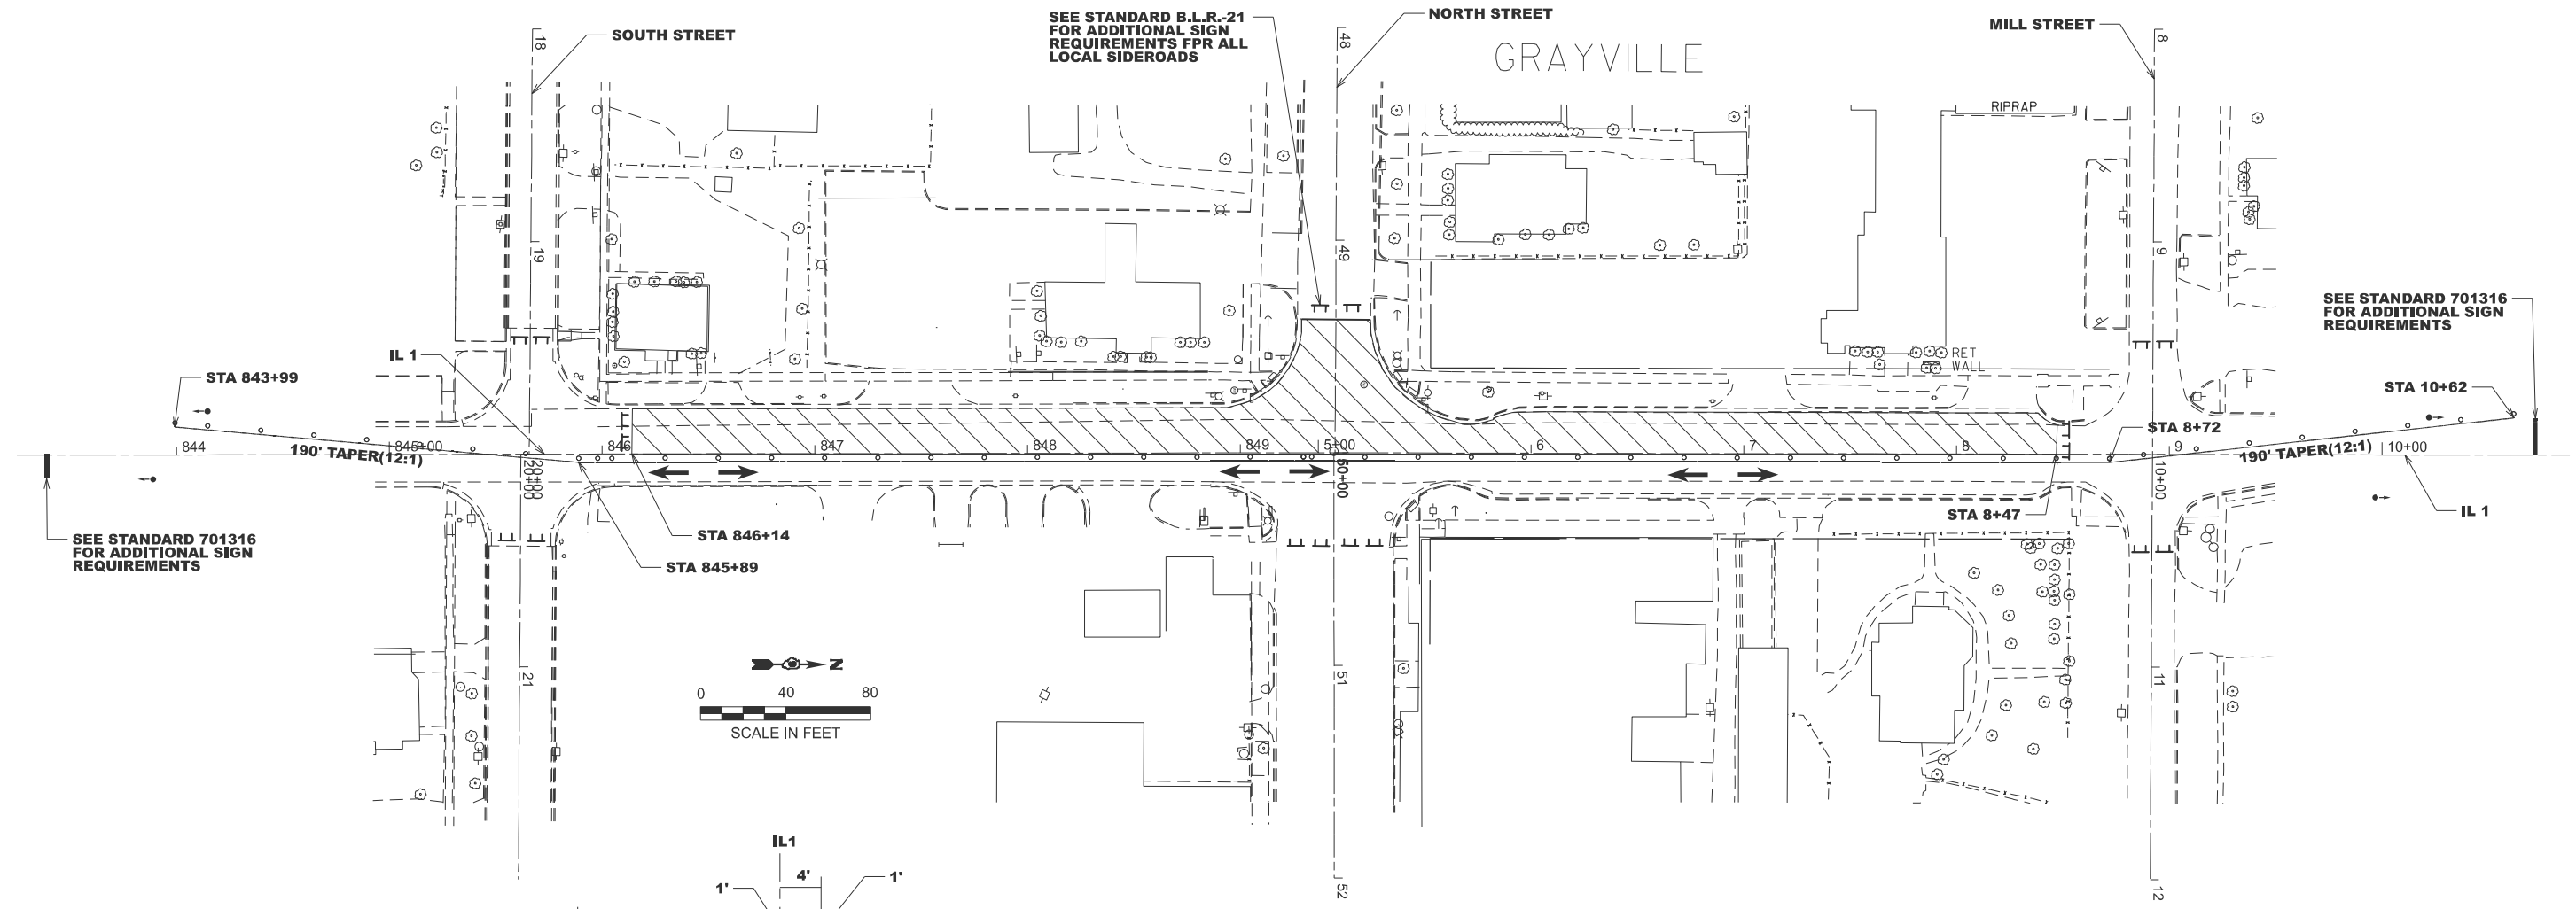 SOUTH STREET
SEE STANDARD B.L.R.-21
FOR ADDITIONAL SIGN
REQUIREMENTS FPR ALL
LOCAL SIDEROADS
NORTH STREET
GRAYVILLE
MILL STREET
18
48
8
RIPRAP
19
49
9
SEE STANDARD 701316
FOR ADDITIONAL SIGN
REQUIREMENTS
IL 1
STA 843+99
RET
WALL
STA 10+62
STA 8+72
844
845+00
846
847
848
849
5+00
6
7
8
9
10+00
190' TAPER(12:1)
20+00
50+00
10+00
190' TAPER(12:1)
SEE STANDARD 701316
FOR ADDITIONAL SIGN
REQUIREMENTS
STA 846+14
STA 845+89
STA 8+47
IL 1
21
51
11
N
0 40 80
SCALE IN FEET
IL1
1' 4' 1'
52
12